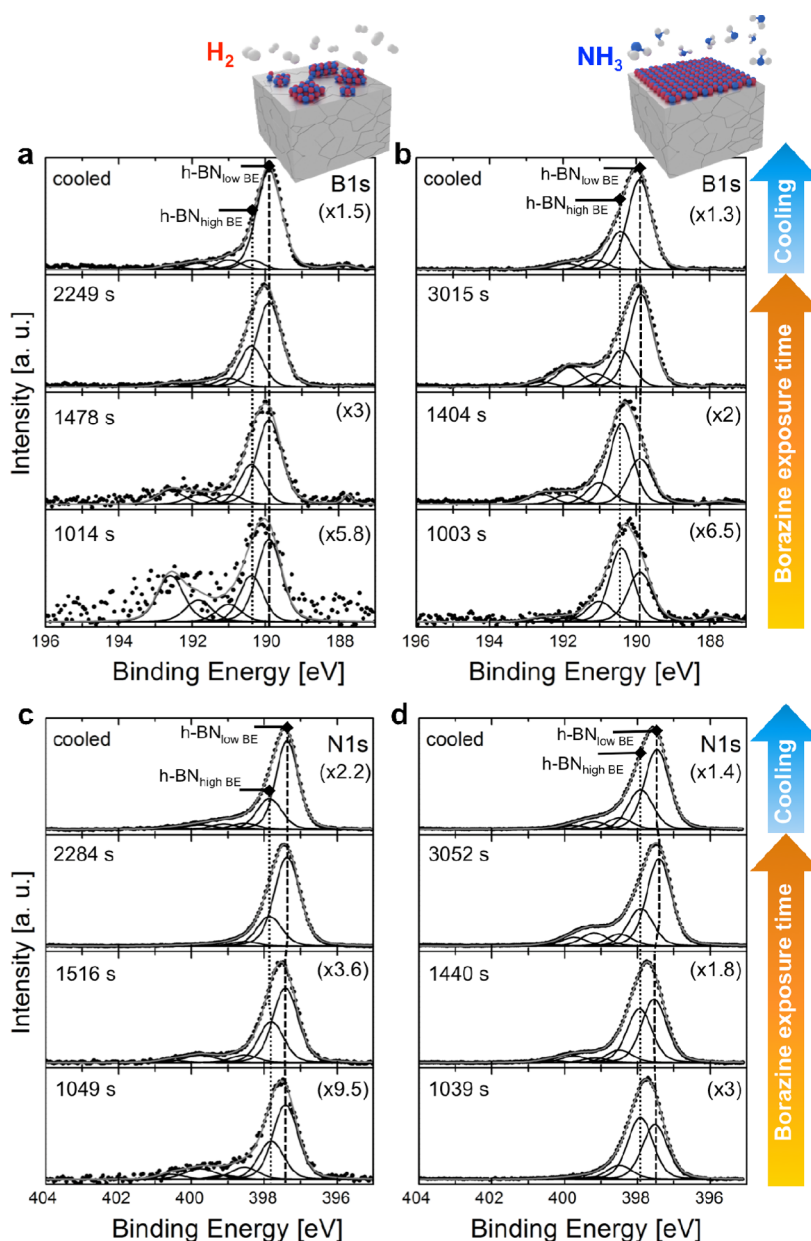 H2
NH3
a
cooled
h-BNlow BE
h-BNhigh BE
B1s
(x1.5)
2249 s
1478 s
(x3)
1014 s
(x5.8)
196 194 192 190 188
Binding Energy [eV]
Intensity [a. u.]
b
cooled
h-BNlow BE
h-BNhigh BE
B1s
(x1.3)
3015 s
1404 s
(x2)
1003 s
(x6.5)
196 194 192 190 188
Binding Energy [eV]
Cooling
Borazine exposure time
c
cooled
h-BNlow BE
h-BNhigh BE
N1s
(x2.2)
2284 s
1516 s
(x3.6)
1049 s
(x9.5)
404 402 400 398 396
Binding Energy [eV]
Intensity [a. u.]
d
cooled
h-BNlow BE
h-BNhigh BE
N1s
(x1.4)
3052 s
1440 s
(x1.8)
1039 s
(x3)
404 402 400 398 396
Binding Energy [eV]
Cooling
Borazine exposure time